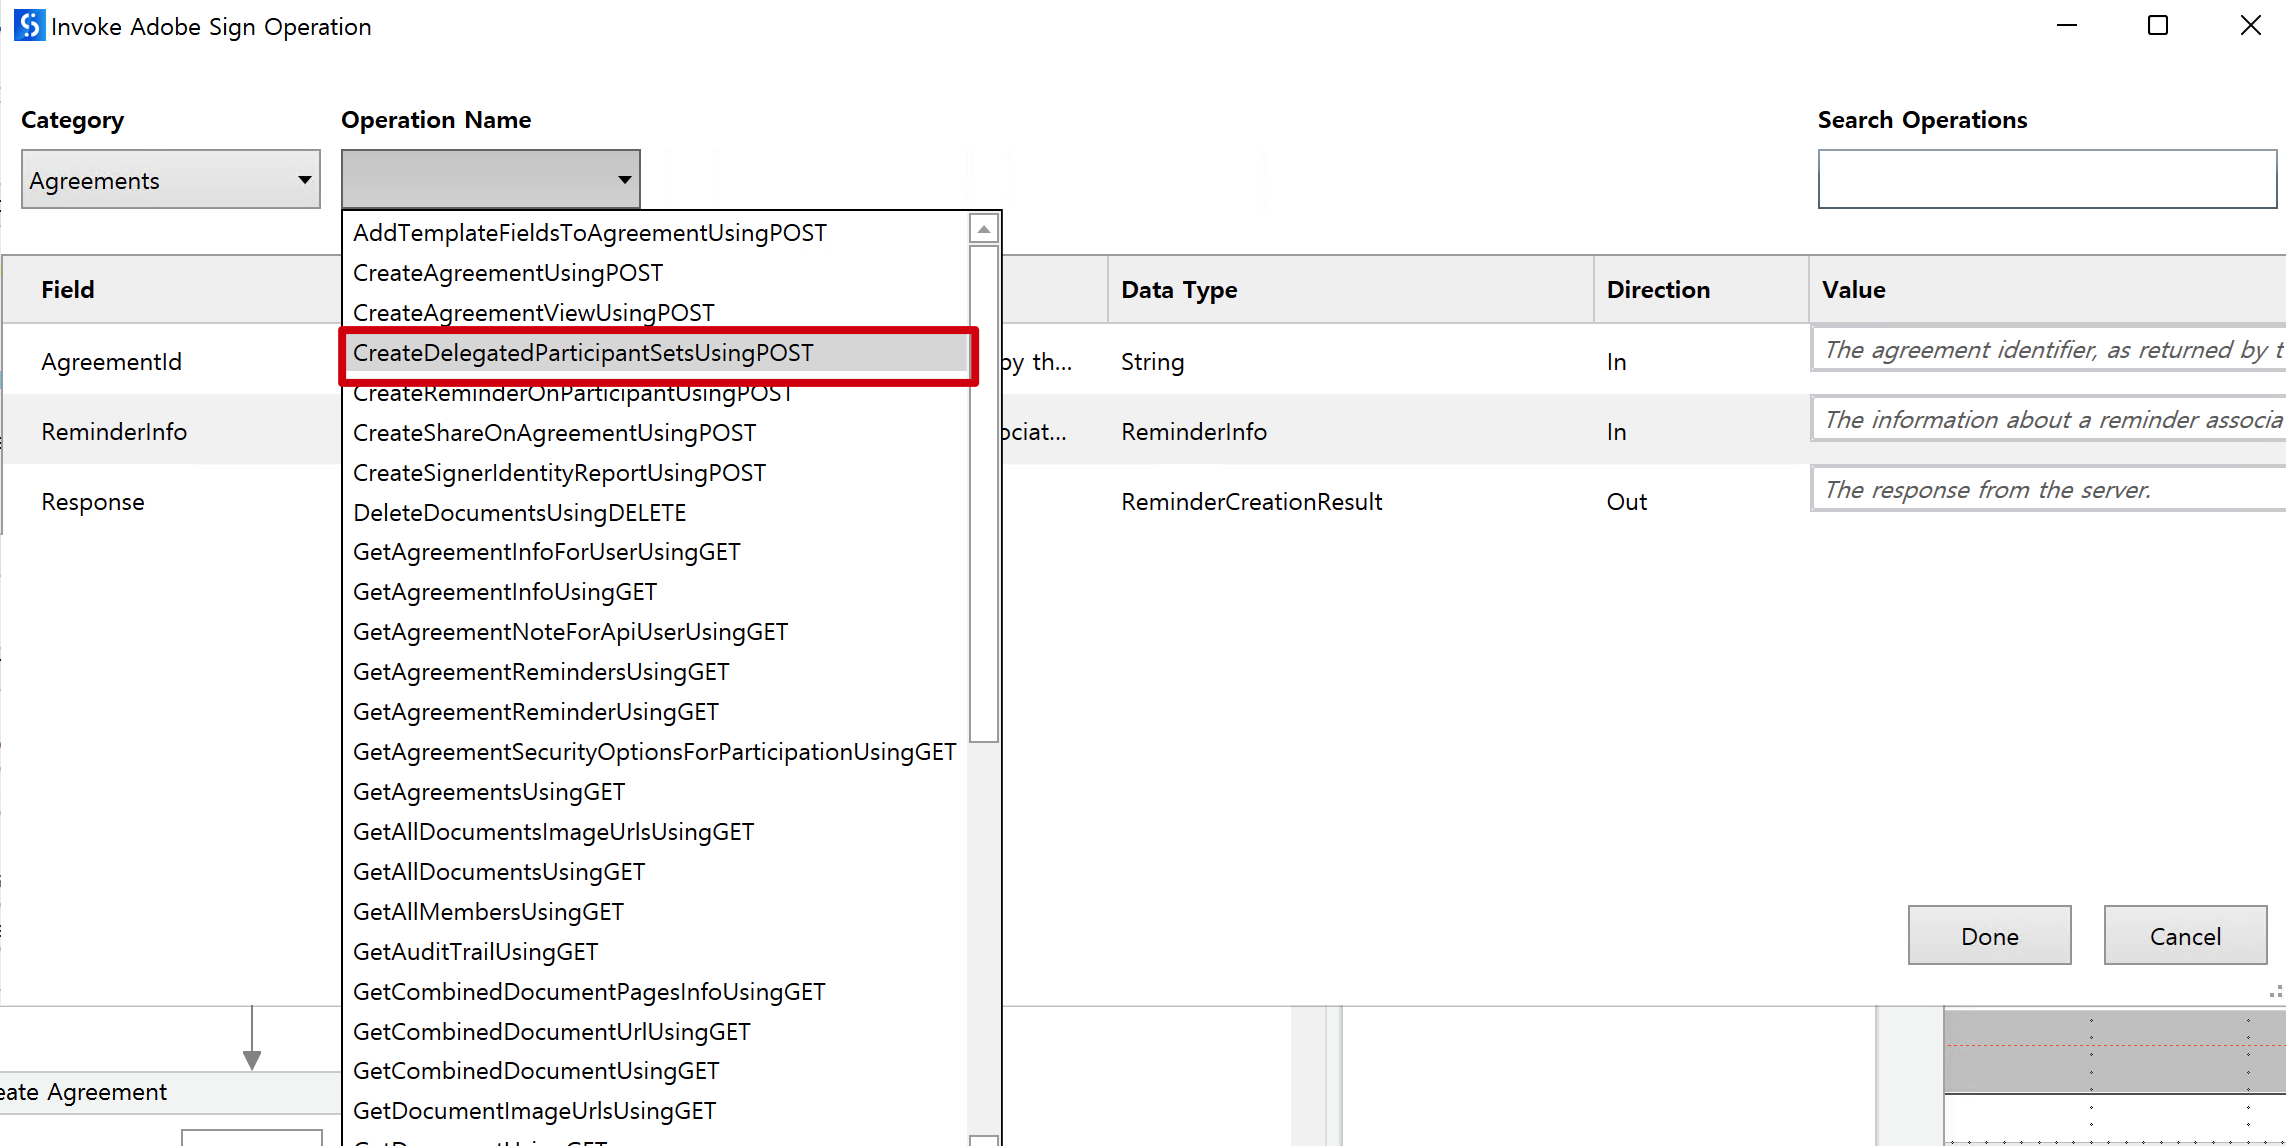 Invoke Adobe Sign Operation
Category
Operation Name
Search Operations
Agreements
AddTemplateFieldsToAgreementUsingPOST
CreateAgreementUsingPOST
CreateAgreementViewUsingPOST
CreateDelegatedParticipantSetsUsingPOST
CreateReminderOnParticipantUsingPOST
CreateShareOnAgreementUsingPOST
CreateSignerIdentityReportUsingPOST
DeleteDocumentsUsingDELETE
GetAgreementInfoForUserUsingGET
GetAgreementInfoUsingGET
GetAgreementNoteForApiUserUsingGET
GetAgreementRemindersUsingGET
GetAgreementReminderUsingGET
GetAgreementSecurityOptionsForParticipationUsingGET
GetAgreementsUsingGET
GetAllDocumentsImageUrlsUsingGET
GetAllDocumentsUsingGET
GetAllMembersUsingGET
GetAuditTrailUsingGET
GetCombinedDocumentPagesInfoUsingGET
GetCombinedDocumentUrlUsingGET
GetCombinedDocumentUsingGET
GetDocumentImageUrlsUsingGET
Field Data Type Direction Value
AgreementId by th... String In The agreement identifier, as returned by t
ReminderInfo ociat... ReminderInfo In The information about a reminder associa
Response ReminderCreationResult Out The response from the server.
Done Cancel
eate Agreement